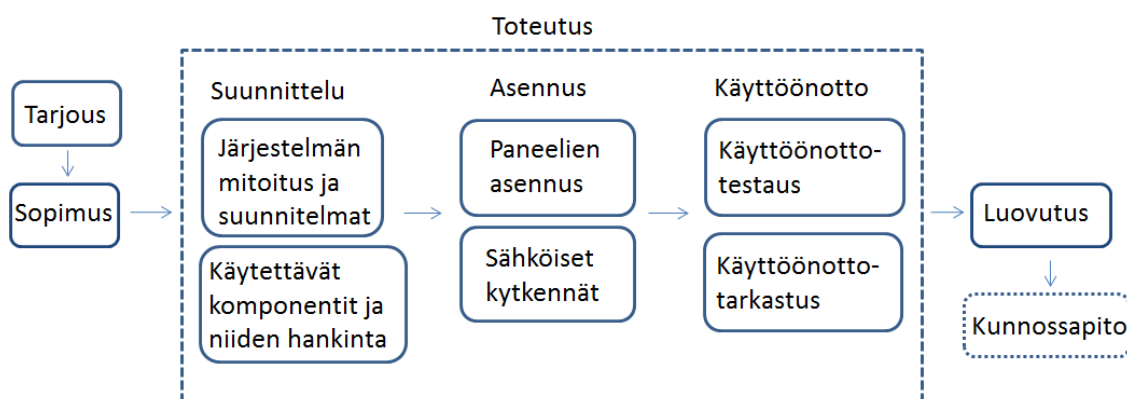 Toteutus
Tarjous
Sopimus
Suunnittelu
Järjestelmän
mitoitus ja
suunnitelmat
Käytettävät
komponentit ja
niiden hankinta
Asennus
Paneelien
asennus
Sähköiset
kytkennät
Käyttöönotto
Käyttöönotto-
testaus
Käyttöönotto-
tarkastus
Luovutus
Kunnossapito